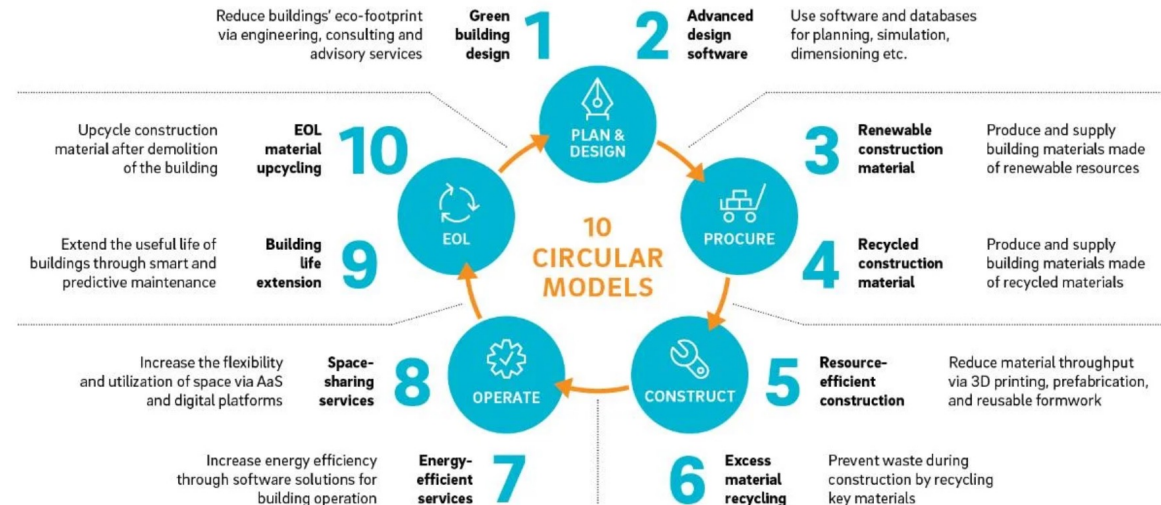 Reduce buildings' eco-footprint
via engineering, consulting and
advisory services
Green
building
design
1
2
Advanced
design
software
Use software and databases
for planning, simulation,
dimensioning etc.
PLAN &
DESIGN
Upcycle construction
material after demolition
of the building
EOL
material
upcycling
10
3
Renewable
construction
material
Produce and supply
building materials made
of renewable resources
EOL
10
CIRCULAR
MODELS
PROCURE
Extend the useful life of
buildings through smart and
predictive maintenance
Building
life
extension
9
4
Recycled
construction
material
Produce and supply
building materials made
of recycled materials
Increase the flexibility
and utilization of space via AaS
and digital platforms
Space-
sharing
services
8
OPERATE
CONSTRUCT
5
Resource-
efficient
construction
Reduce material throughput
via 3D printing, prefabrication,
and reusable formwork
Increase energy efficiency
through software solutions for
building operation
Energy-
efficient
services
7
6
Excess
material
recycling
Prevent waste during
construction by recycling
key materials